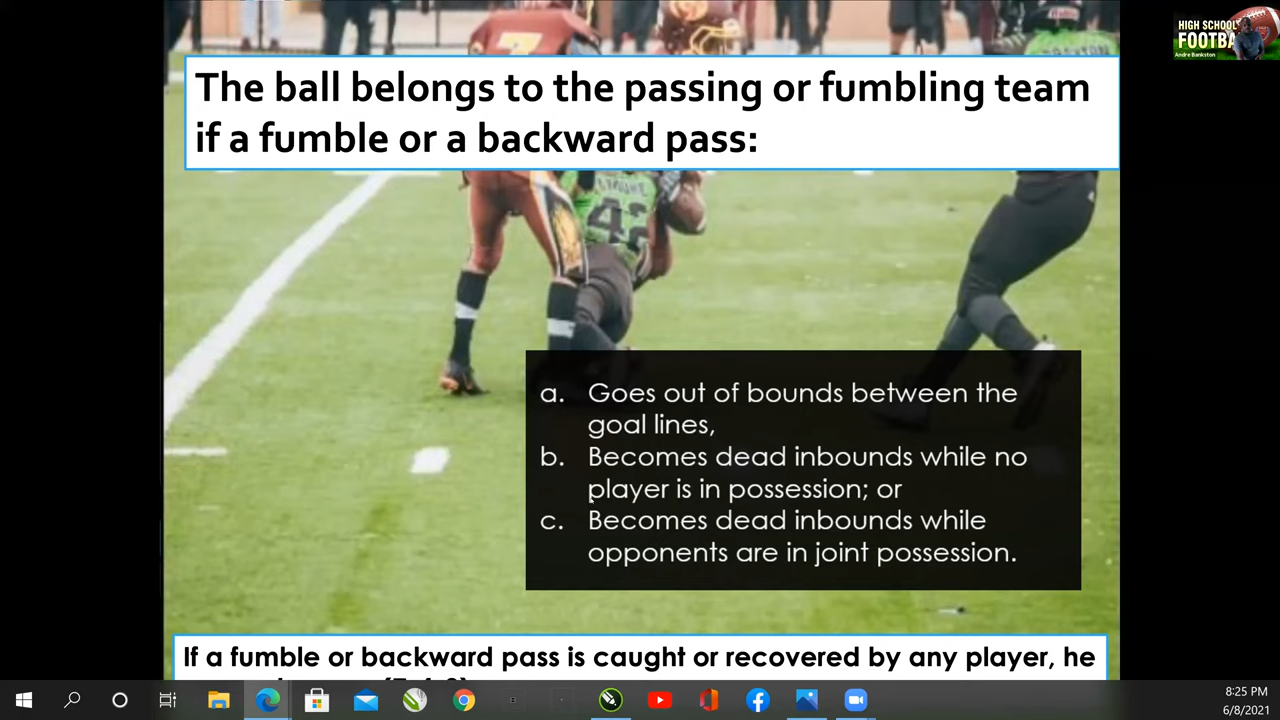 HIGH SCHOOL
FOOTBA
Andre Bankston
The ball belongs to the passing or fumbling team
if a fumble or a backward pass:
7
42
a. Goes out of bounds between the
goal lines,
b. Becomes dead inbounds while no
player is in possession; or
c. Becomes dead inbounds while
opponents are in joint possession.
If a fumble or backward pass is caught or recovered by any player, he
8:25 PM
6/8/2021